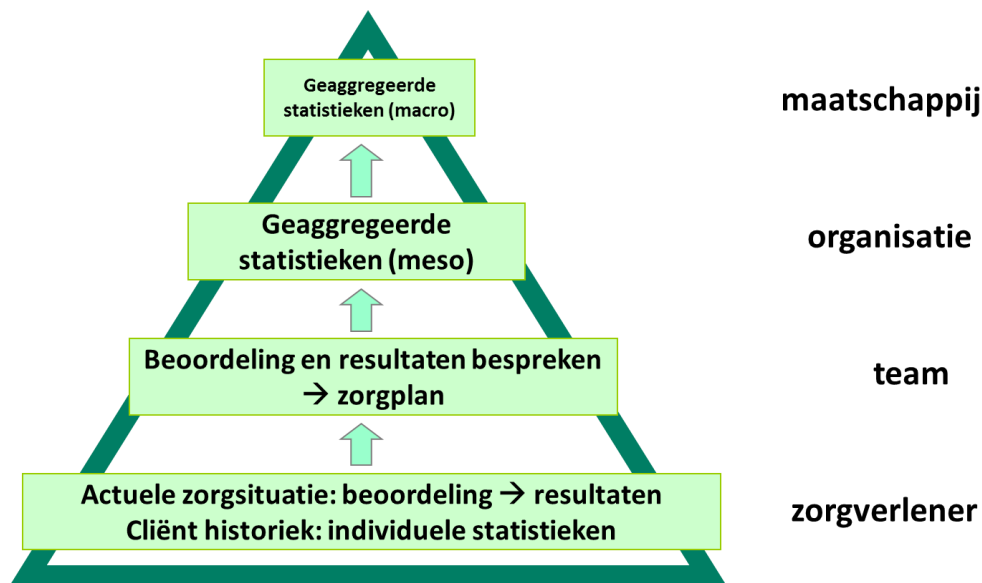 Geaggregeerde
statistieken (macro)
maatschappij
Geaggregeerde
statistieken (meso)
organisatie
Beoordeling en resultaten bespreken
→ zorgplan
team
Actuele zorgsituatie: beoordeling → resultaten
Cliënt historiek: individuele statistieken
zorgverlener